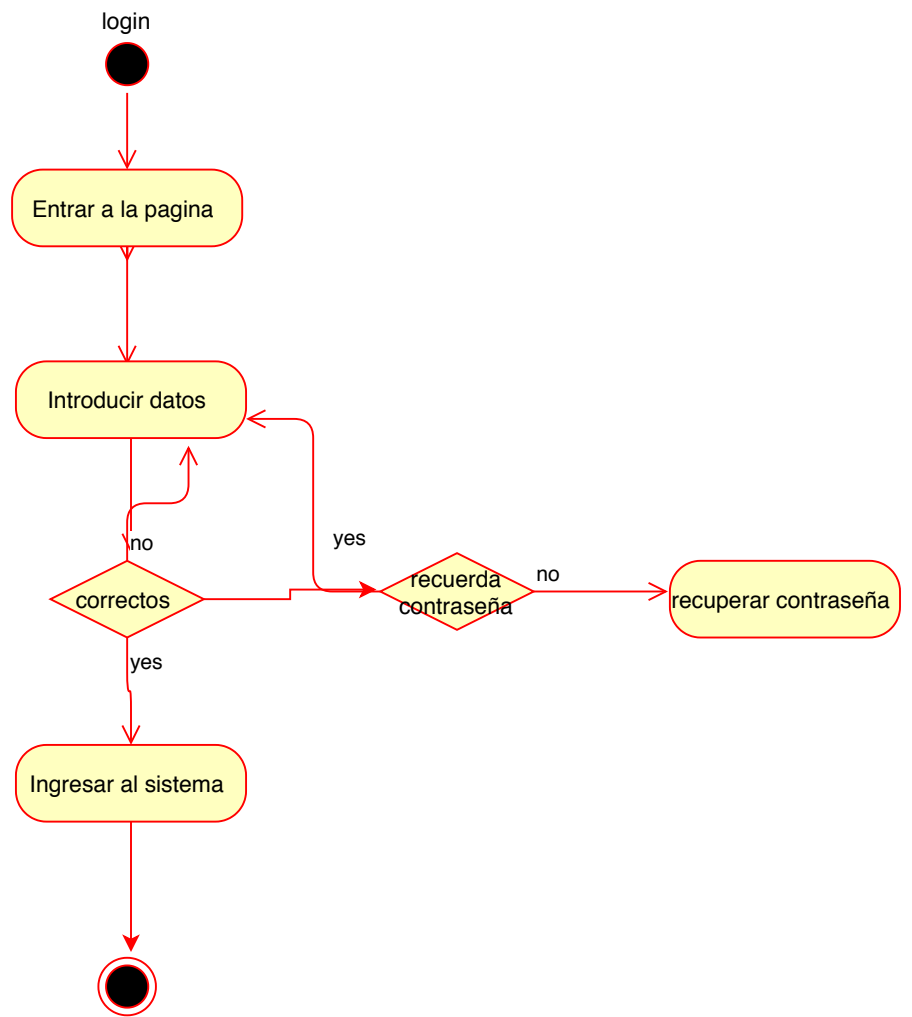 login
Entrar a la pagina
Introducir datos
no
yes
correctos
recuerda
contraseña
no
recuperar contraseña
yes
Ingresar al sistema